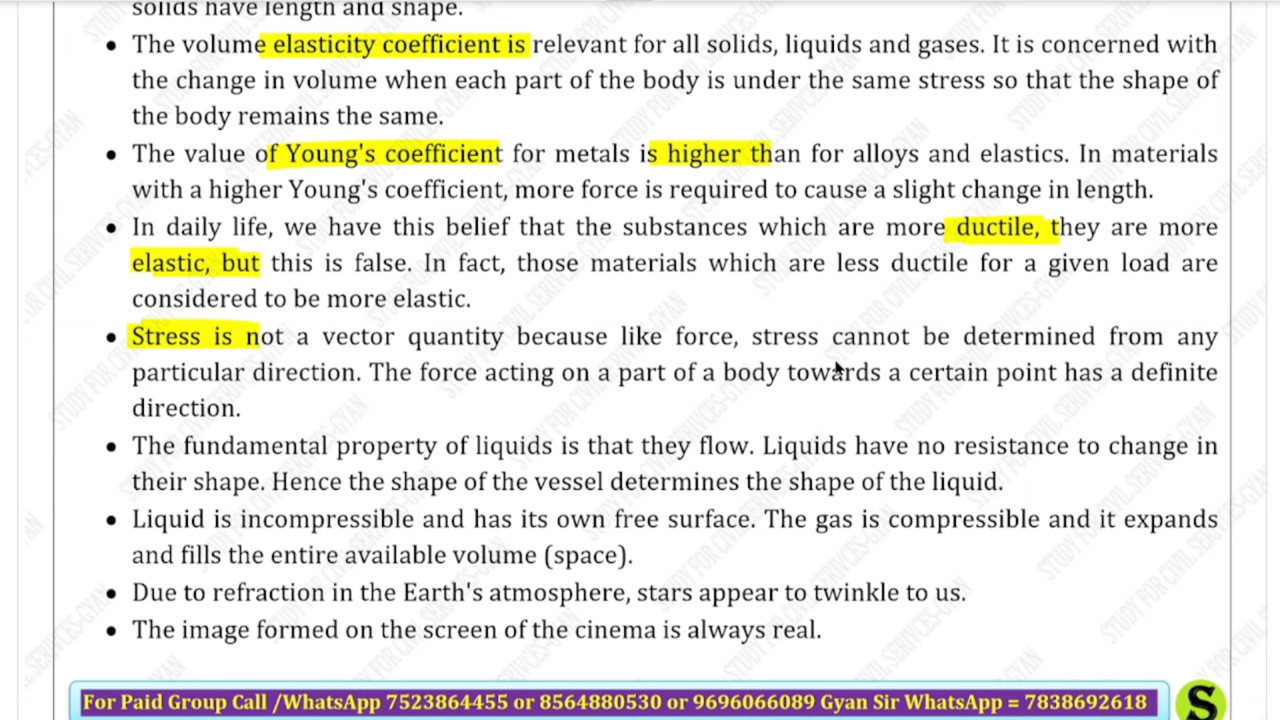 solids have length and shape.
• The volume elasticity coefficient is relevant for all solids, liquids and gases. It is concerned with
the change in volume when each part of the body is under the same stress so that the shape of
the body remains the same.
• The value of Young's coefficient for metals is higher than for alloys and elastics. In materials
with a higher Young's coefficient, more force is required to cause a slight change in length.
• In daily life, we have this belief that the substances which are more ductile, they are more
elastic, but this is false. In fact, those materials which are less ductile for a given load are
considered to be more elastic.
• Stress is not a vector quantity because like force, stress cannot be determined from any
particular direction. The force acting on a part of a body towards a certain point has a definite
direction.
• The fundamental property of liquids is that they flow. Liquids have no resistance to change in
their shape. Hence the shape of the vessel determines the shape of the liquid.
• Liquid is incompressible and has its own free surface. The gas is compressible and it expands
and fills the entire available volume (space).
• Due to refraction in the Earth's atmosphere, stars appear to twinkle to us.
• The image formed on the screen of the cinema is always real.
For Paid Group Call /WhatsApp 7523864455 or 8564880530 or 9696066089 Gyan Sir WhatsApp = 7838692618
S